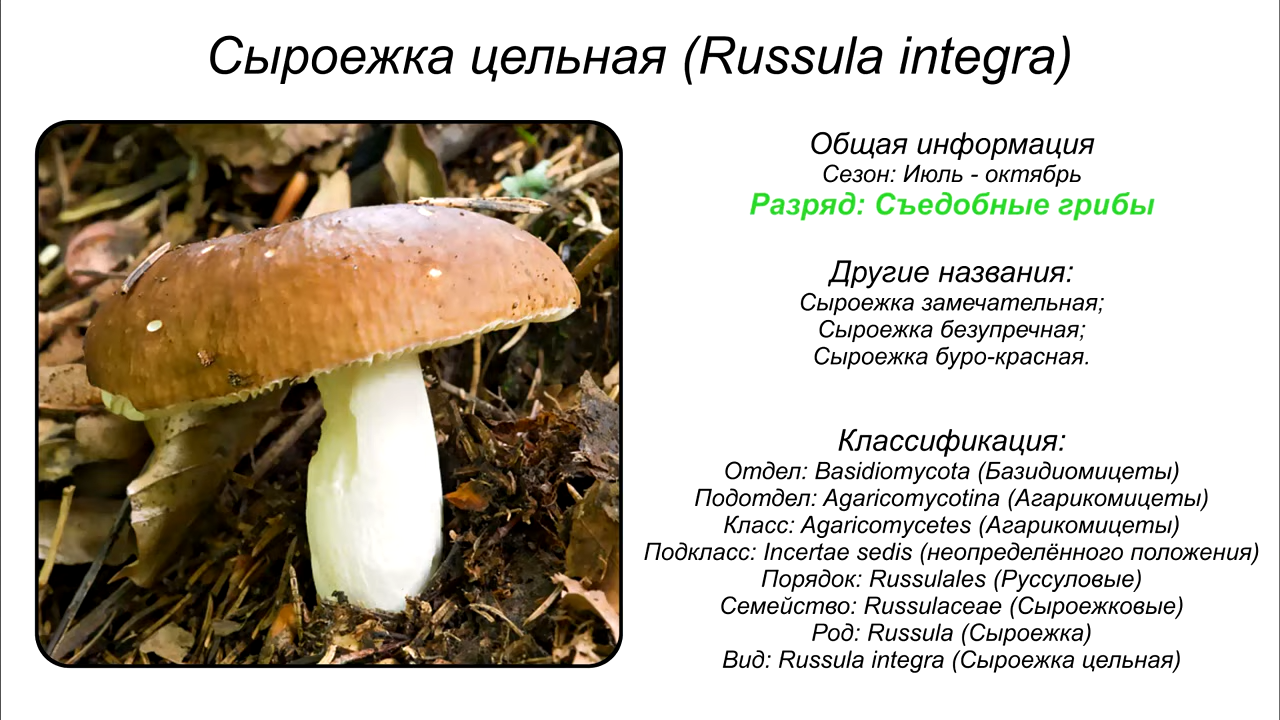 Сыроежка цельная (Russula integra)
Общая информация
Сезон: Июль - октябрь
Разряд: Съедобные грибы
Другие названия:
Сыроежка замечательная;
Сыроежка безупречная;
Сыроежка буро-красная.
Классификация:
Отдел: Basidiomycota (Базидиомицеты)
Подотдел: Agaricomycotina (Агарикомицеты)
Класс: Agaricomycetes (Агарикомицеты)
Подкласс: Incertae sedis (неопределённого положения)
Порядок: Russulales (Руссуловые)
Семейство: Russulaceae (Сыроежковые)
Род: Russula (Сыроежка)
Вид: Russula integra (Сыроежка цельная)